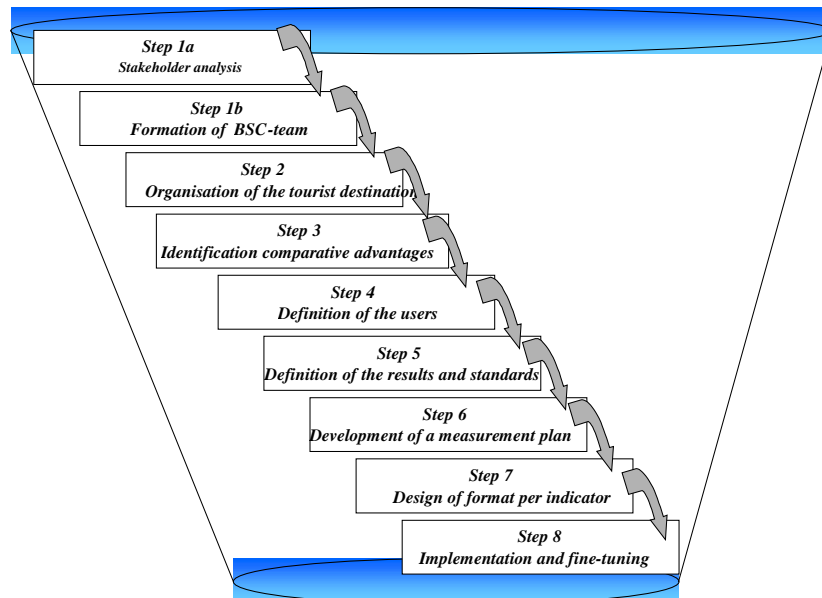 Step 1a
Stakeholder analysis
Step 1b
Formation of BSC-team
Step 2
Organisation of the tourist destination
Step 3
Identification comparative advantages
Step 4
Definition of the users
Step 5
Definition of the results and standards
Step 6
Development of a measurement plan
Step 7
Design of format per indicator
Step 8
Implementation and fine-tuning